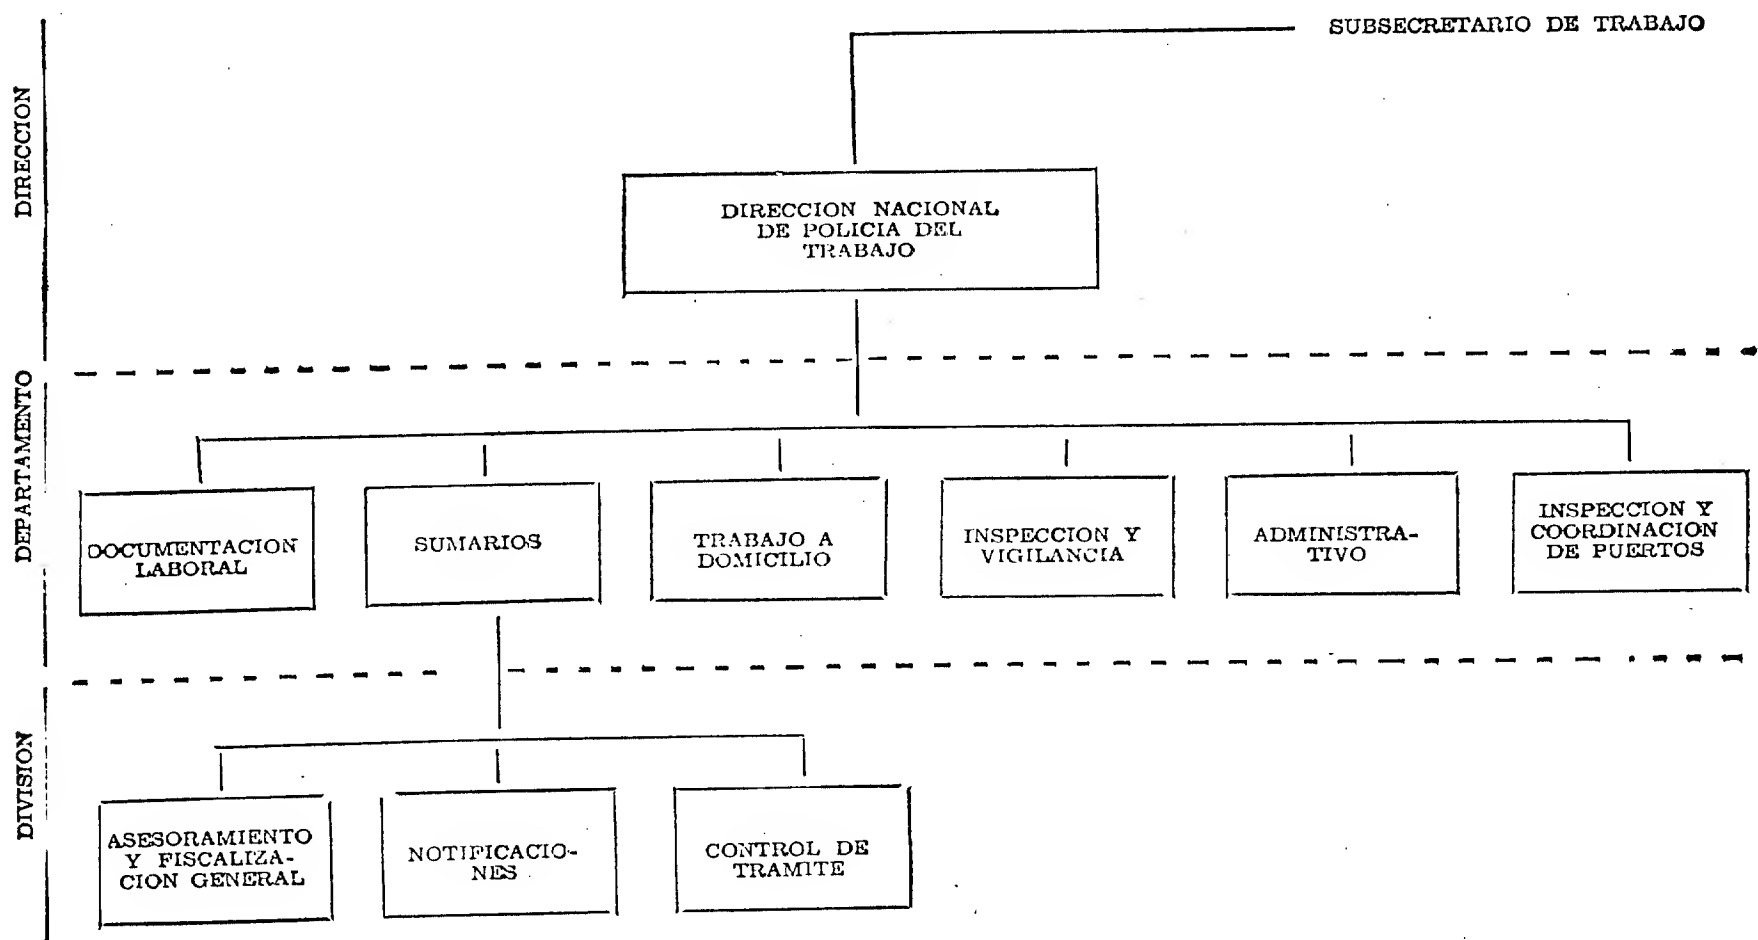 SUBSECRETARIO DE TRABAJO
DIRECCION
DIRECCION NACIONAL
DE POLICIA DEL
TRABAJO
DEPARTAMENTO
DOCUMENTACION
LABORAL
SUMARIOS
TRABAJO A
DOMICILIO
INSPECCION Y
VIGILANCIA
ADMINISTRA-
TIVO
INSPECCION Y
COORDINACION
DE PUERTOS
DIVISION
ASESORAMIENTO
Y FISCALIZA-
CION GENERAL
NOTIFICACIO-
NES
CONTROL DE
TRAMITE